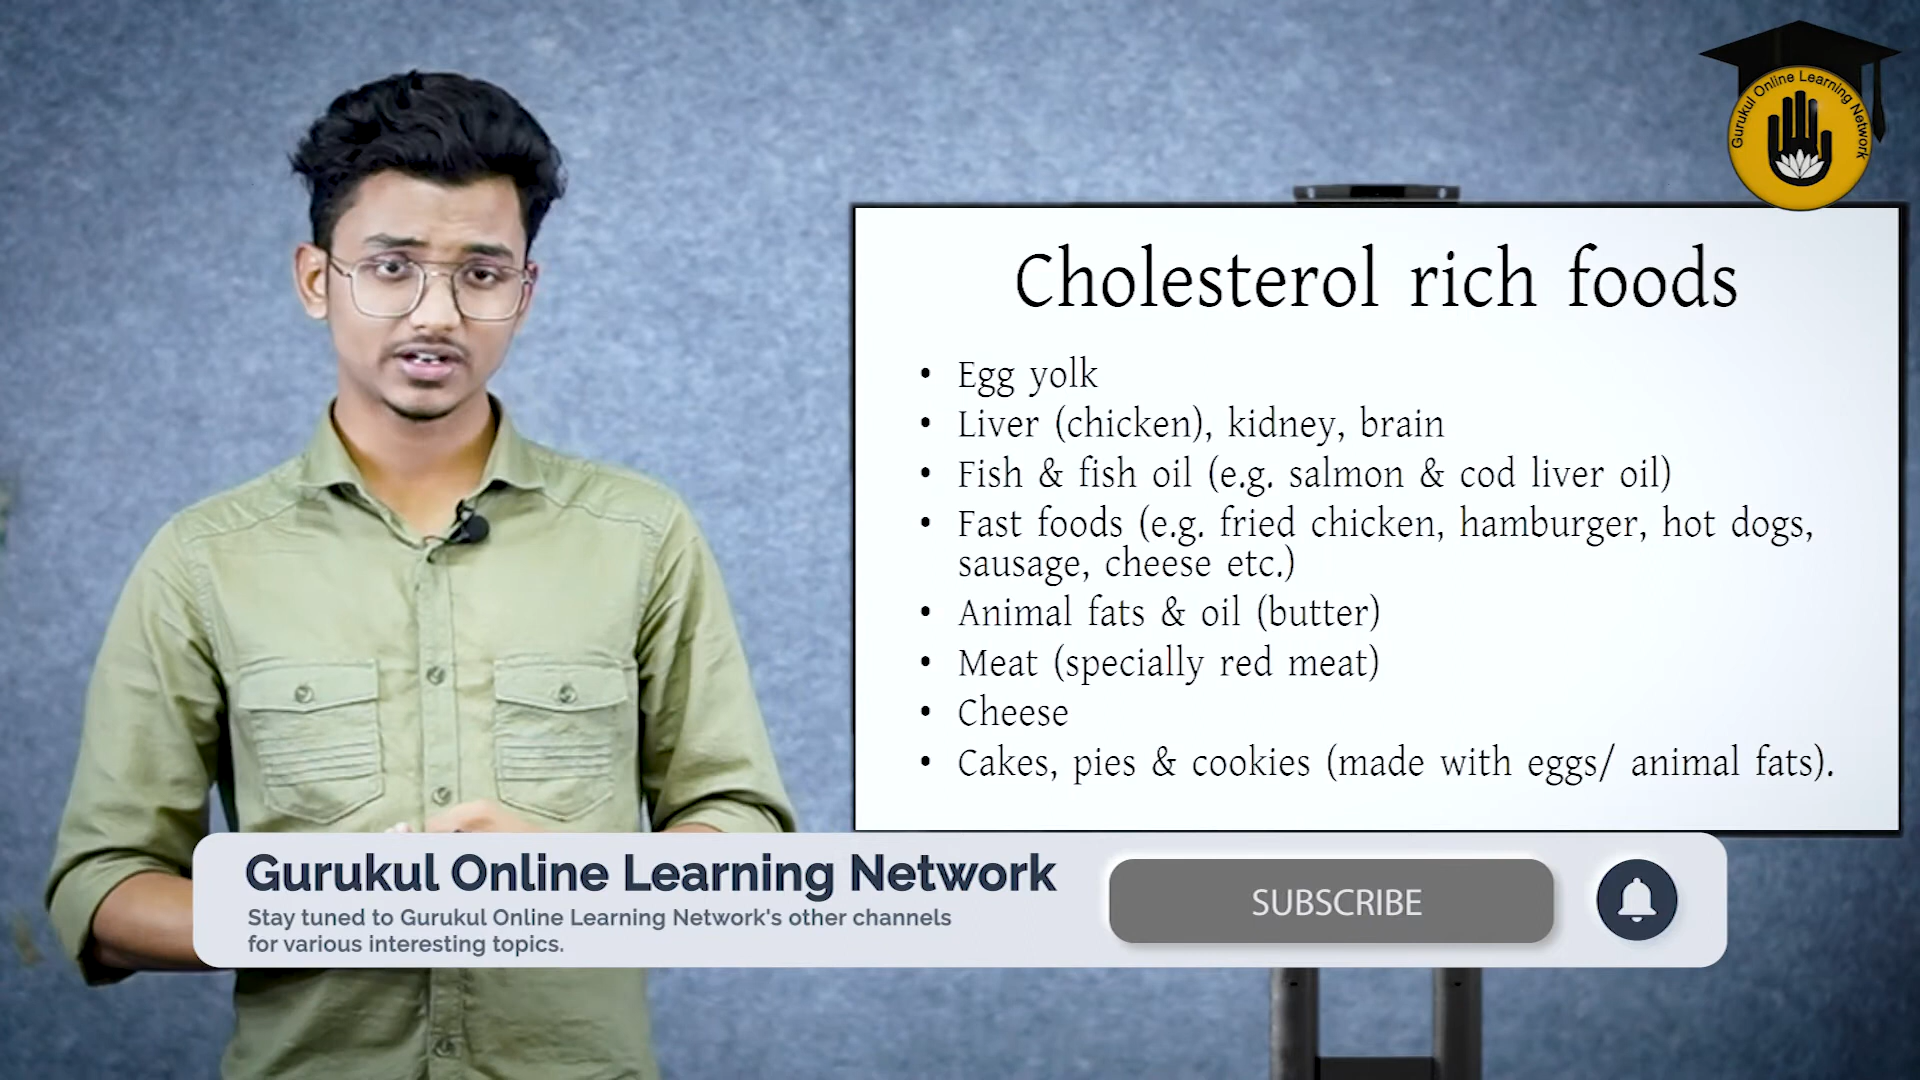 Gurukul Online Learning Network
Cholesterol rich foods
• Egg yolk
• Liver (chicken), kidney, brain
• Fish & fish oil (e.g. salmon & cod liver oil)
• Fast foods (e.g. fried chicken, hamburger, hot dogs,
sausage, cheese etc.)
• Animal fats & oil (butter)
• Meat (specially red meat)
• Cheese
• Cakes, pies & cookies (made with eggs/ animal fats).
Gurukul Online Learning Network
Stay tuned to Gurukul Online Learning Network's other channels
for various interesting topics.
SUBSCRIBE